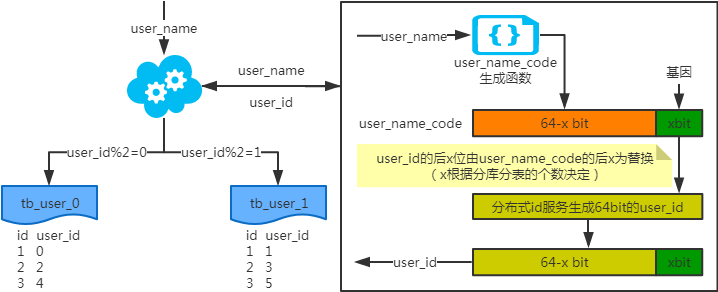 user_name
user_name
user_id
user_id%2=0
user_id%2=1
tb_user_0
id user_id
1 0
2 2
3 4
tb_user_1
id user_id
1 1
2 3
3 5
user_name
{ }
user_name_code
生成函数
基因
user_name_code
64-x bit
xbit
user_id的后x位由user_name_code的后x为替换
（x根据分库分表的个数决定）
分布式id服务生成64bit的user_id
user_id
64-x bit
xbit